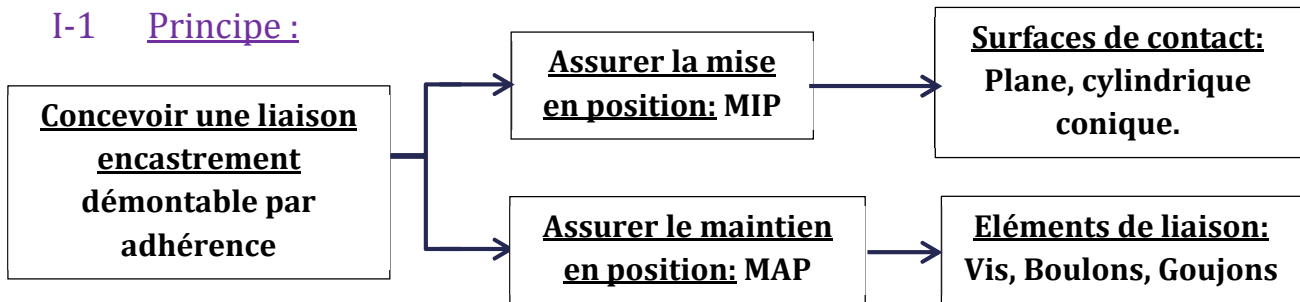 I-1 Principe :
Concevoir une liaison
encastrement
démontable par
adhérence
Assurer la mise
en position: MIP
Surfaces de contact:
Plane, cylindrique
conique.
Assurer le maintien
en position: MAP
Eléments de liaison:
Vis, Boulons, Goujons